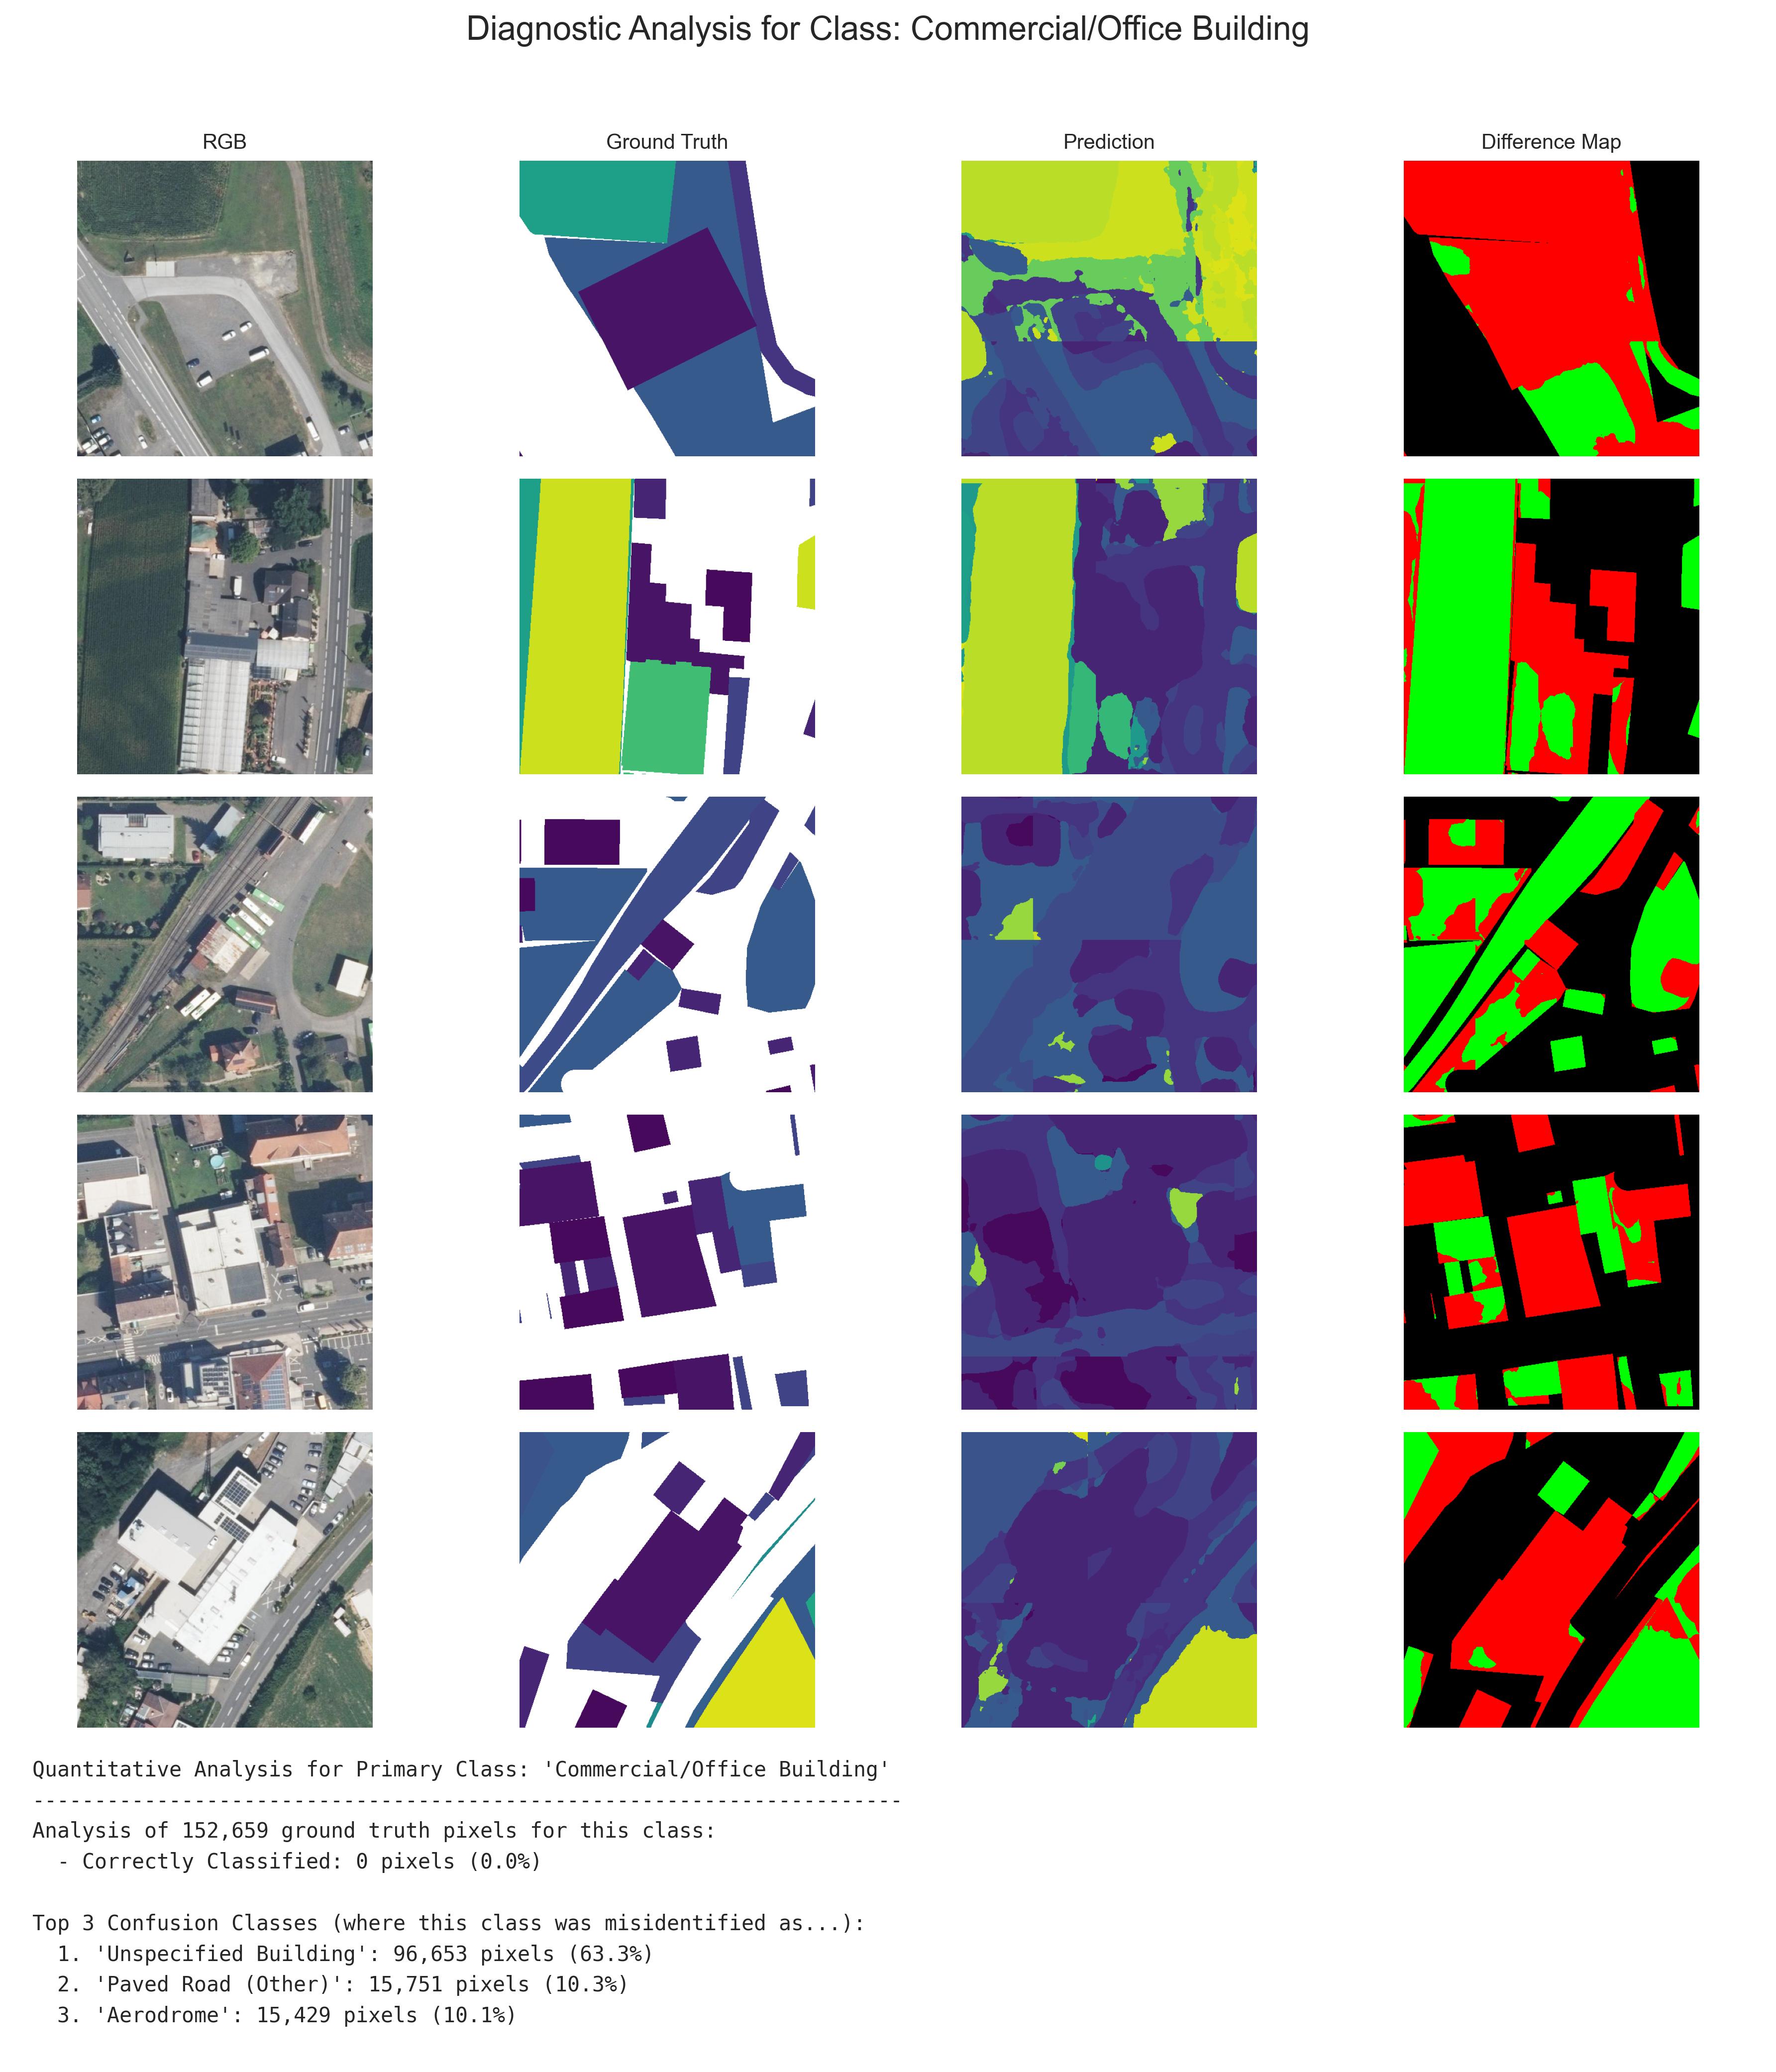 Diagnostic Analysis for Class: Commercial/Office Building
RGB
Ground Truth
Prediction
Difference Map
Quantitative Analysis for Primary Class: 'Commercial/Office Building'
----------------------------------------------------------------------
Analysis of 152,659 ground truth pixels for this class:
- Correctly Classified: 0 pixels (0.0%)
Top 3 Confusion Classes (where this class was misidentified as...):
1. 'Unspecified Building': 96,653 pixels (63.3%)
2. 'Paved Road (Other)': 15,751 pixels (10.3%)
3. 'Aerodrome': 15,429 pixels (10.1%)